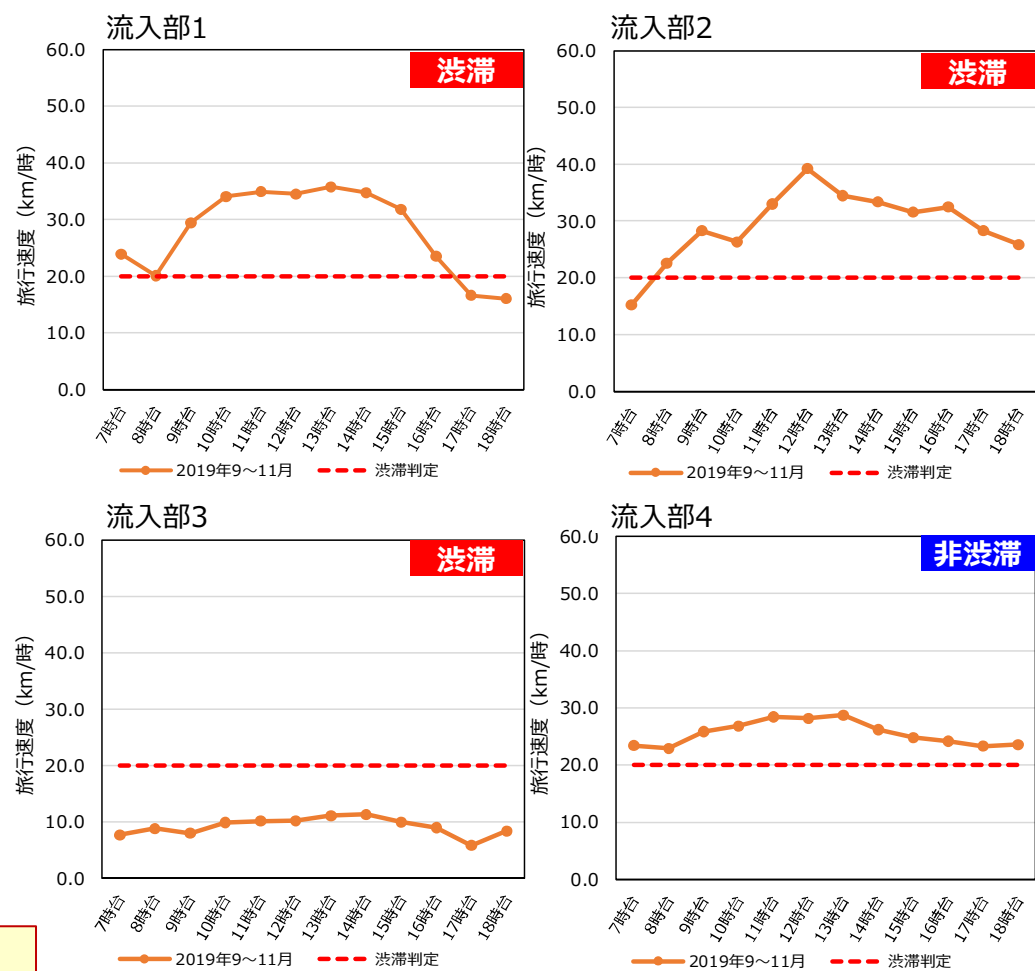 流入部1
渋滞
60.0
50.0
40.0
30.0
20.0
10.0
0.0
旅行速度（km/時）
7時台
8時台
9時台
10時台
11時台
12時台
13時台
14時台
15時台
16時台
17時台
18時台
2019年9～11月
渋滞判定
流入部2
渋滞
60.0
50.0
40.0
30.0
20.0
10.0
0.0
旅行速度（km/時）
7時台
8時台
9時台
10時台
11時台
12時台
13時台
14時台
15時台
16時台
17時台
18時台
2019年9～11月
渋滞判定
流入部3
渋滞
60.0
50.0
40.0
30.0
20.0
10.0
0.0
旅行速度（km/時）
7時台
8時台
9時台
10時台
11時台
12時台
13時台
14時台
15時台
16時台
17時台
18時台
2019年9～11月
渋滞判定
流入部4
非渋滞
60.0
50.0
40.0
30.0
20.0
10.0
0.0
旅行速度（km/時）
7時台
8時台
9時台
10時台
11時台
12時台
13時台
14時台
15時台
16時台
17時台
18時台
2019年9～11月
渋滞判定